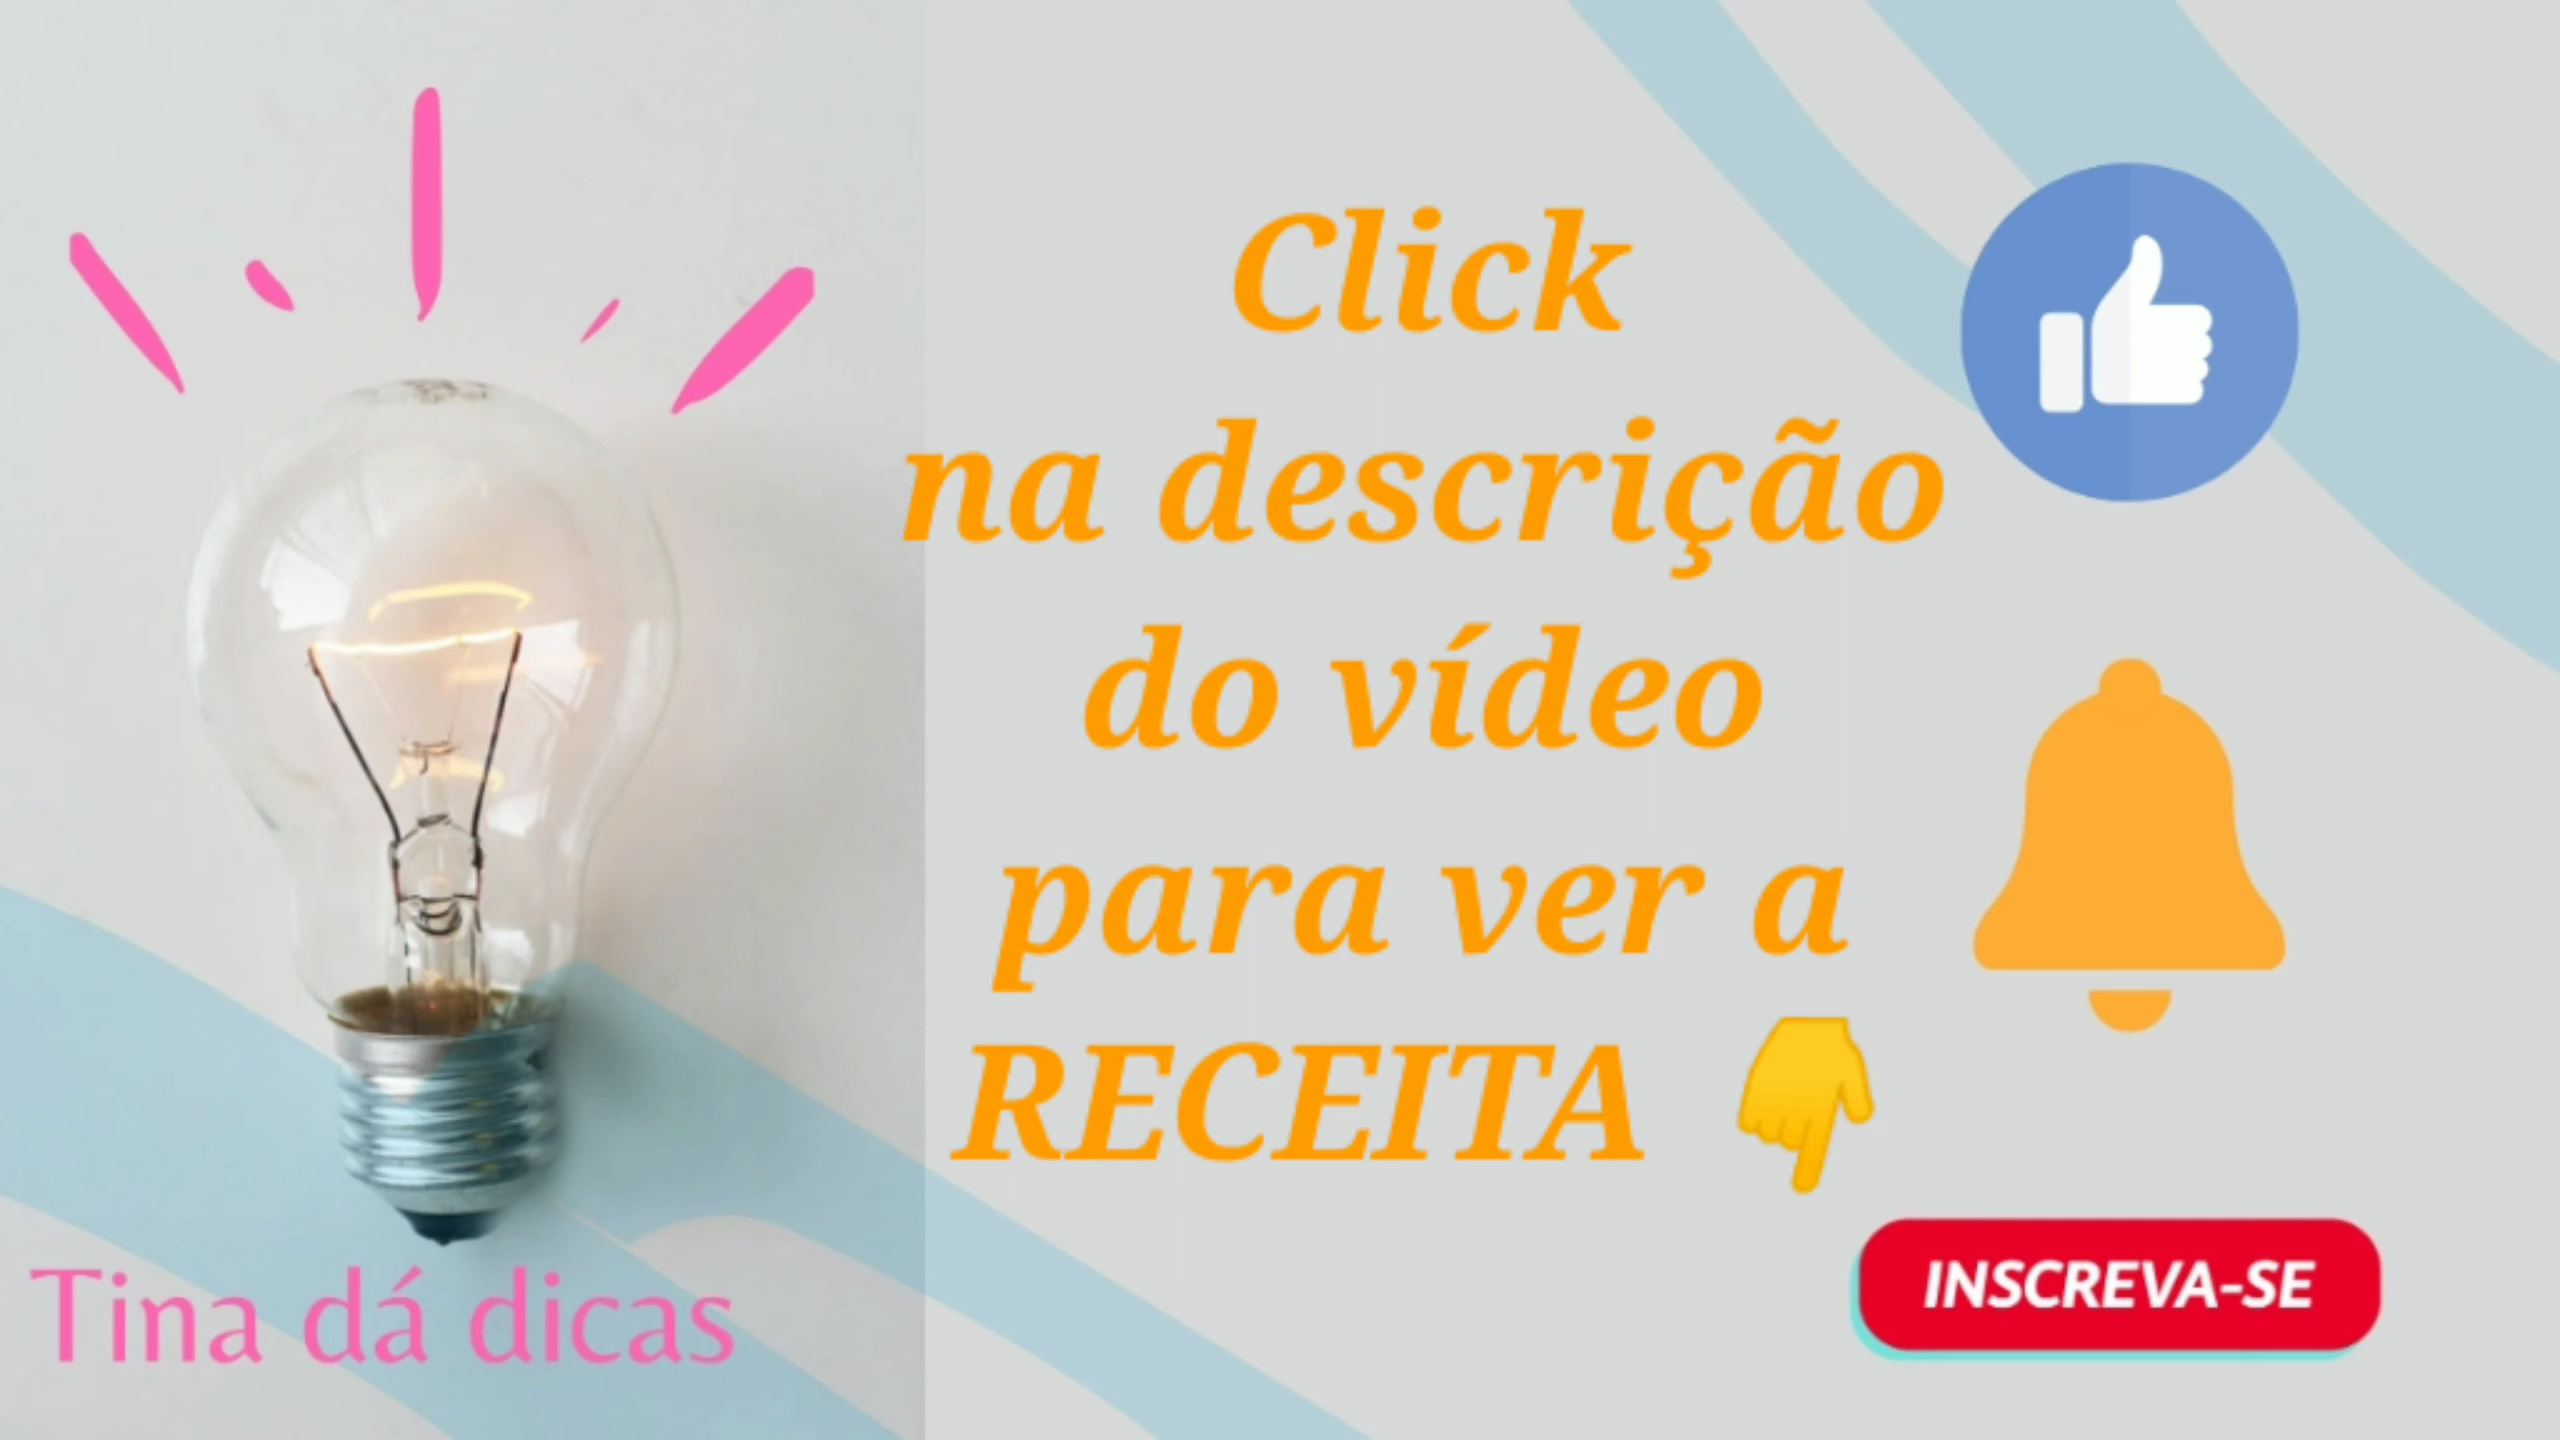 Click
na descrição
do vídeo
para ver a
RECEITA 👇
INSCREVA-SE
Tina dá dicas